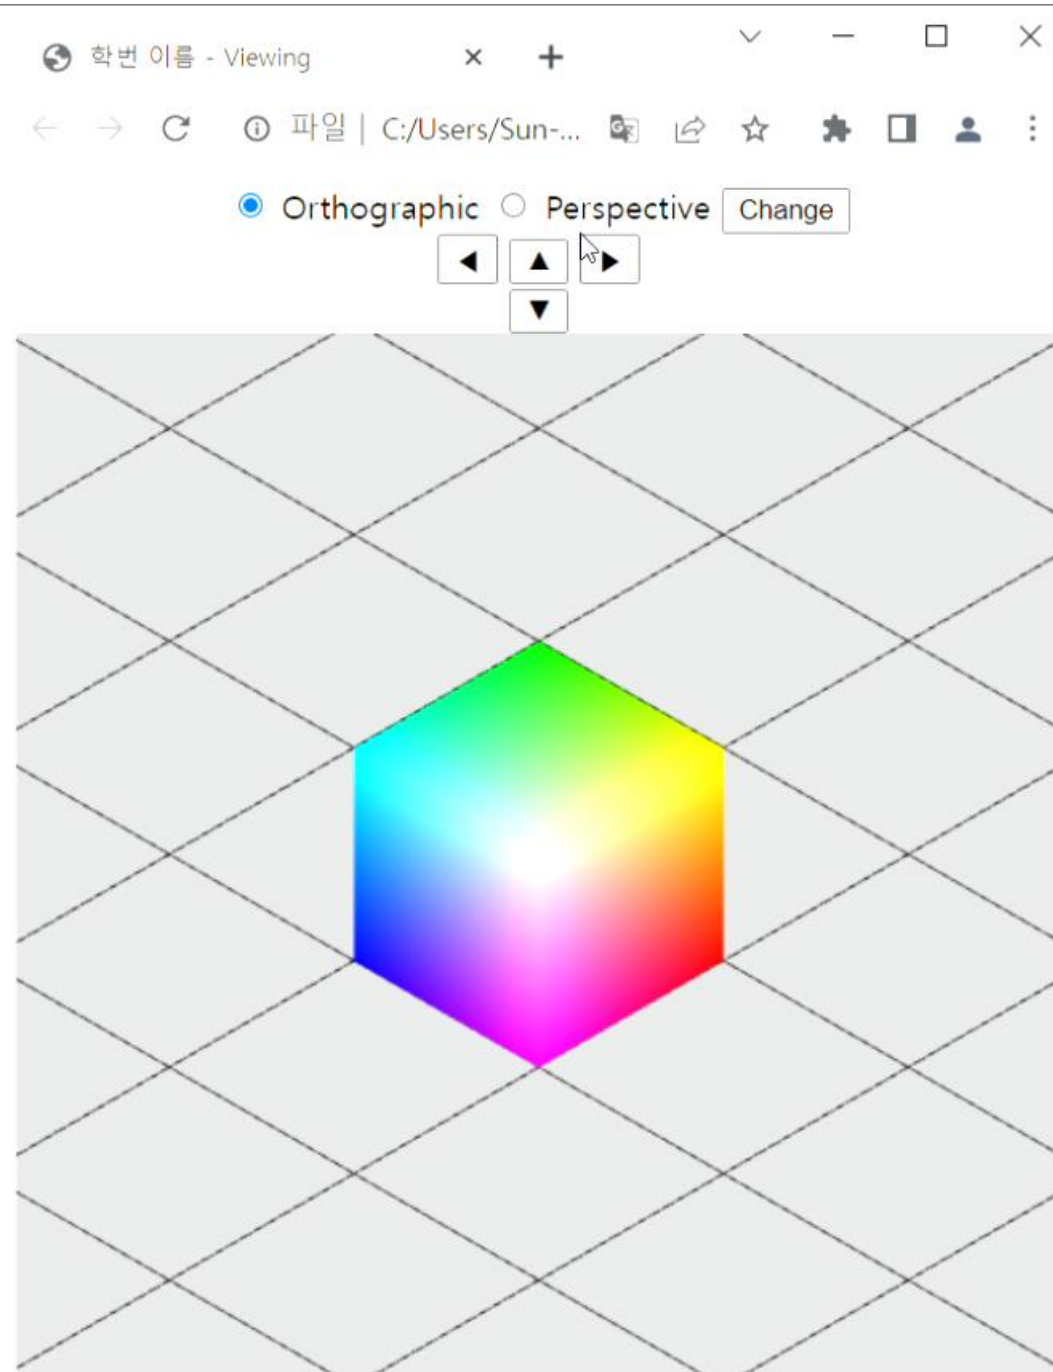 학번 이름 - Viewing
파일 | C:/Users/Sun-...
Orthographic Perspective Change